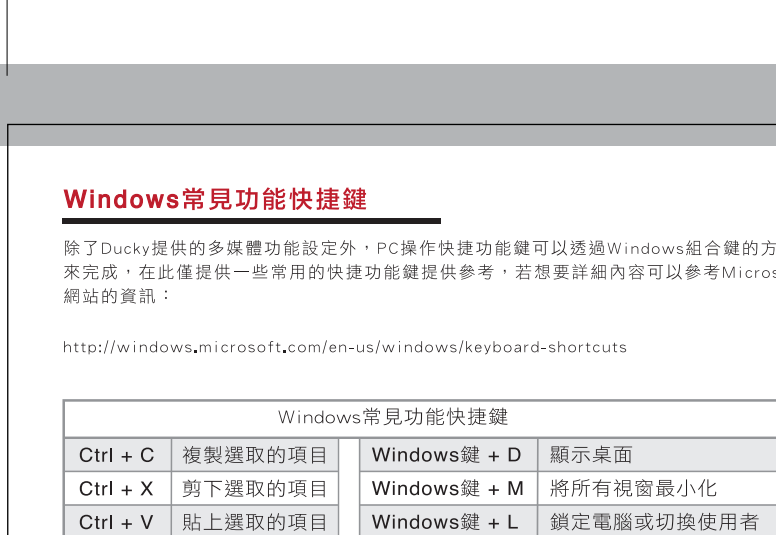 Windows常見功能快捷鍵
除了Ducky提供的多媒體功能設定外，PC操作快捷功能鍵可以透過Windows組合鍵的方
來完成，在此僅提供一些常用的快捷功能鍵提供參考，若想要詳細內容可以參考Micros
網站的資訊：
http://windows.microsoft.com/en-us/windows/keyboard-shortcuts
Windows常見功能快捷鍵
Ctrl + C 複製選取的項目 Windows鍵 + D 顯示桌面
Ctrl + X 剪下選取的項目 Windows鍵 + M 將所有視窗最小化
Ctrl + V 貼上選取的項目 Windows鍵 + L 鎖定電腦或切換使用者